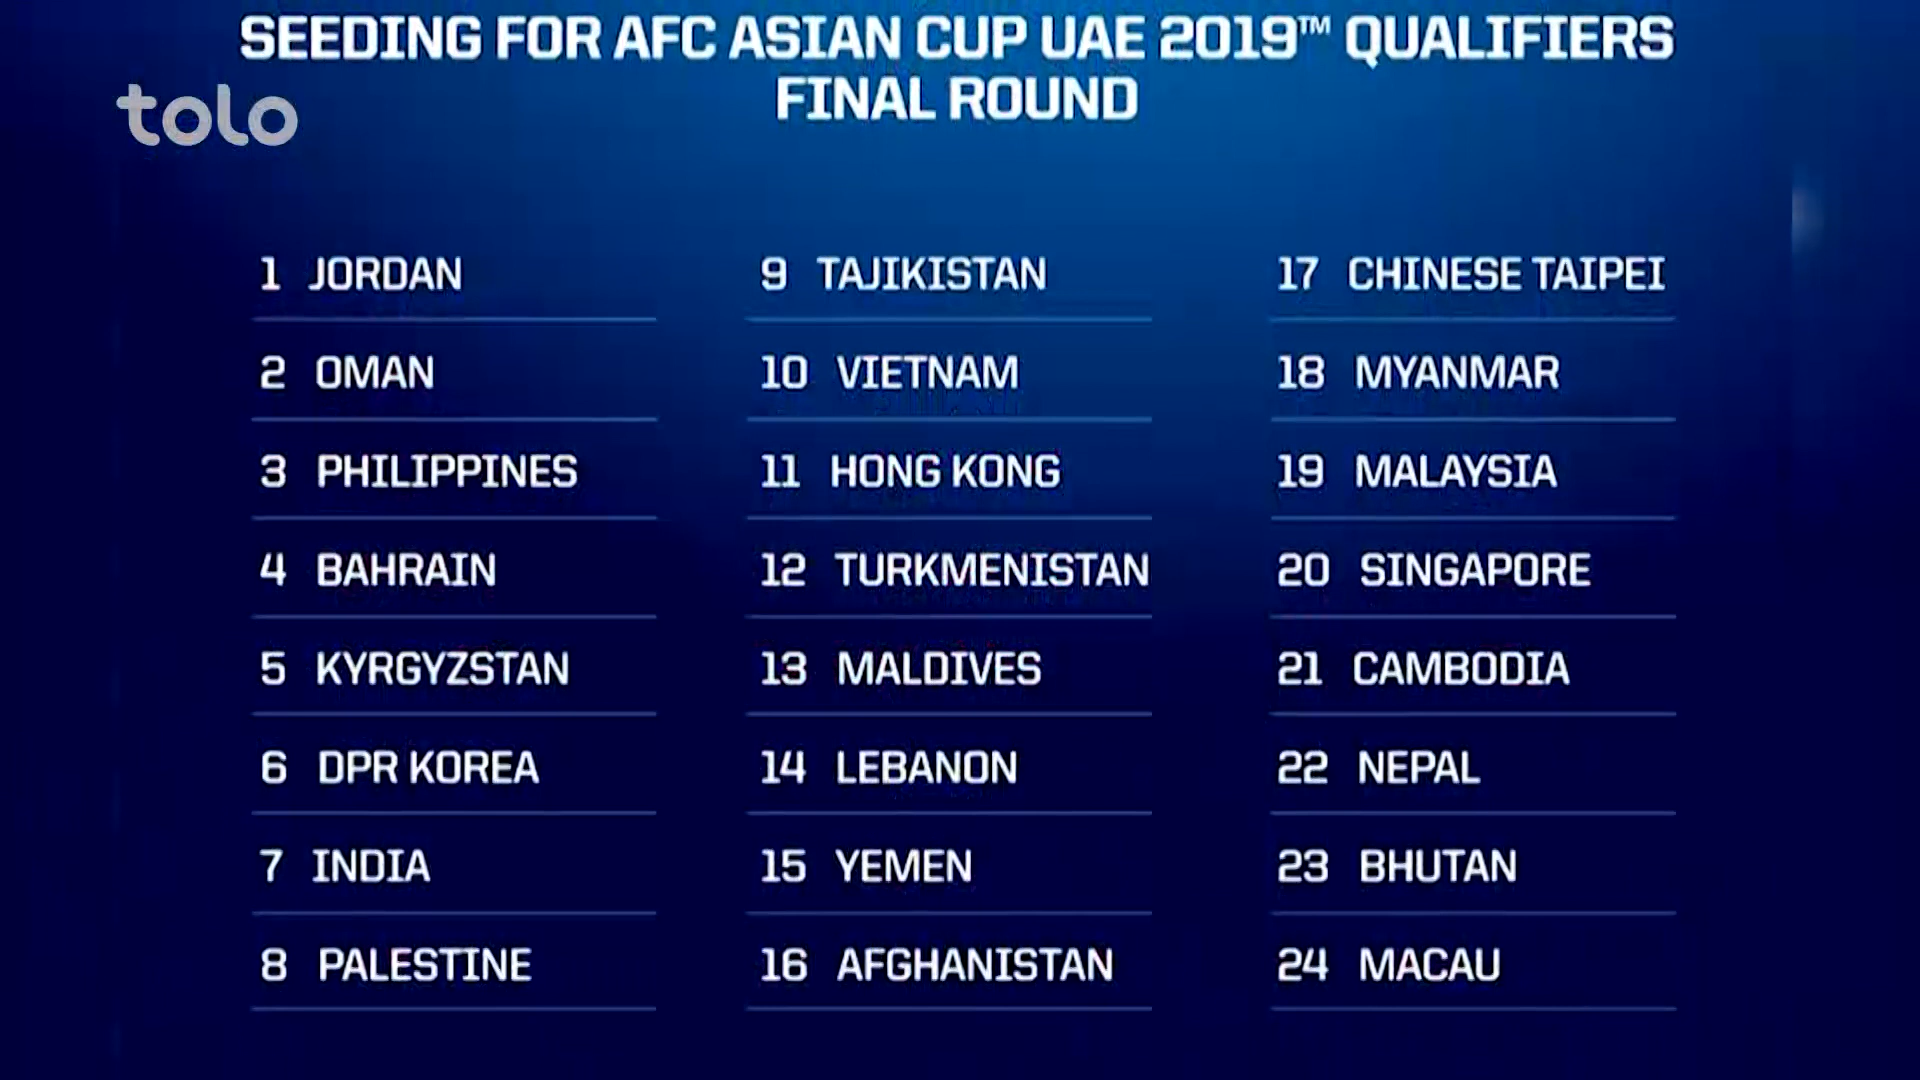 SEEDING FOR AFC ASIAN CUP UAE 2019™ QUALIFIERS
FINAL ROUND
tolo
1 JORDAN
2 OMAN
3 PHILIPPINES
4 BAHRAIN
5 KYRGYZSTAN
6 DPR KOREA
7 INDIA
8 PALESTINE
9 TAJIKISTAN
10 VIETNAM
11 HONG KONG
12 TURKMENISTAN
13 MALDIVES
14 LEBANON
15 YEMEN
16 AFGHANISTAN
17 CHINESE TAIPEI
18 MYANMAR
19 MALAYSIA
20 SINGAPORE
21 CAMBODIA
22 NEPAL
23 BHUTAN
24 MACAU